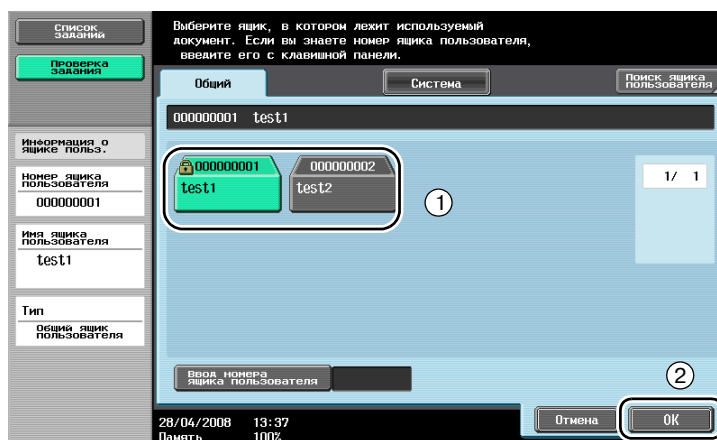 Список
заданий
Проверка
задания
Выберите ящик, в котором лежит используемый
документ. Если вы знаете номер ящика пользователя,
введите его с клавишной панели.
Общий
Система
Поиск ящика
пользователя
000000001 test1
Информация о
ящике польз.
Номер ящика
пользователя
000000001
Имя ящика
пользователя
test1
Тип
Общий ящик
пользователя
000000001
test1
000000002
test2
1
1/ 1
Ввод номера
ящика пользователя
2
28/04/2008 13:37
Память 100%
Отмена
OK